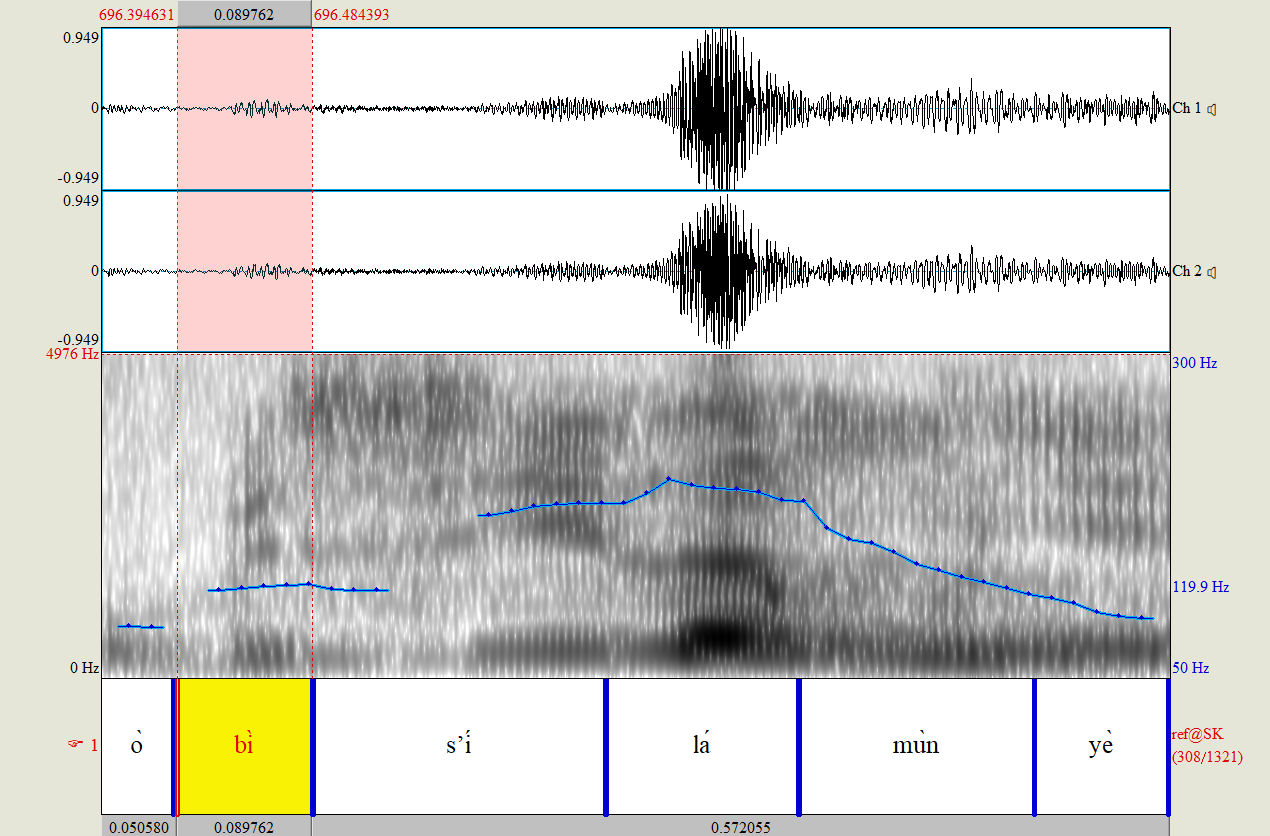 696.394631 0.089762 696.484393
0.949
0 Ch 1
-0.949
0.949
0 Ch 2
-0.949
4976 Hz 300 Hz
119.9 Hz
0 Hz 50 Hz
1 ò bì s’í lá mùn yè ref@SK
(308/1321)
0.050580 0.089762 0.572055